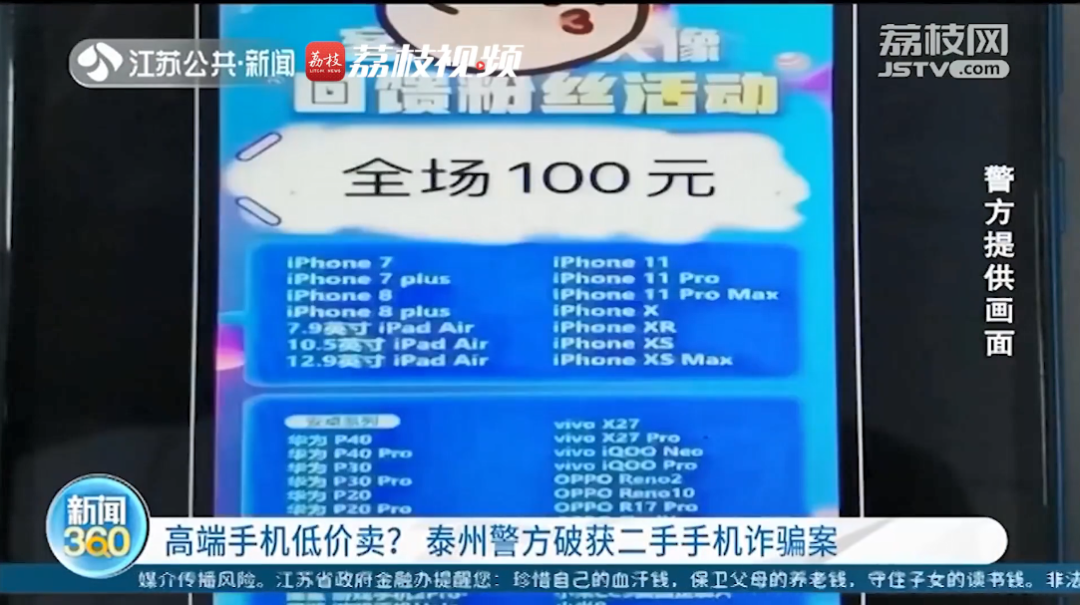 江苏公共·新闻
荔枝
LITCHI NEWS
荔枝视频
荔枝网
JSTV.com
头像
回馈粉丝活动
全场100元
警方提供画面
iPhone 7
iPhone 7 plus
iPhone 8
iPhone 8 plus
7.9英寸 iPad Air
10.5英寸 iPad Air
12.9英寸 iPad Air
iPhone 11
iPhone 11 Pro
iPhone 11 Pro Max
iPhone X
iPhone XR
iPhone XS
iPhone XS Max
安卓系列
华为 P40
华为 P40 Pro
华为 P30
华为 P30 Pro
华为 P20
华为 P20 Pro
vivo X27
vivo X27 Pro
vivo iQOO Neo
vivo iQOO Pro
OPPO Reno2
OPPO Reno10
OPPO R17 Pro
新闻
360
高端手机低价卖? 泰州警方破获二手手机诈骗案
媒介传播风险。江苏省政府金融办提醒您:珍惜自己的血汗钱,保卫父母的养老钱,守住子女的读书钱。非法